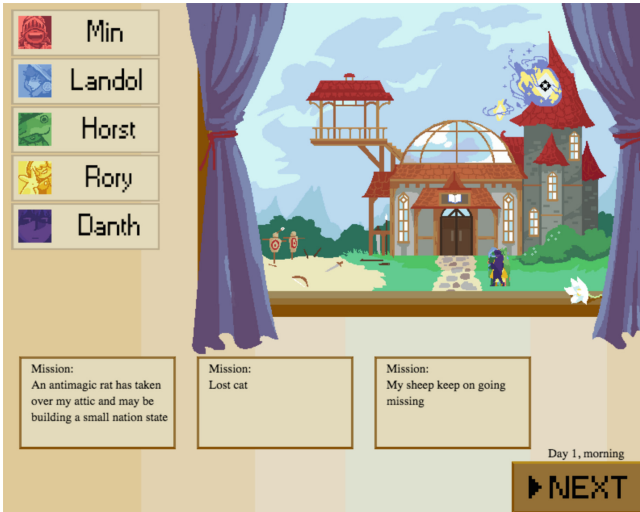 Min
Landol
Horst
Rory
Danth
Mission:
An antimagic rat has taken
over my attic and may be
building a small nation state
Mission:
Lost cat
Mission:
My sheep keep on going
missing
Day 1, morning
NEXT